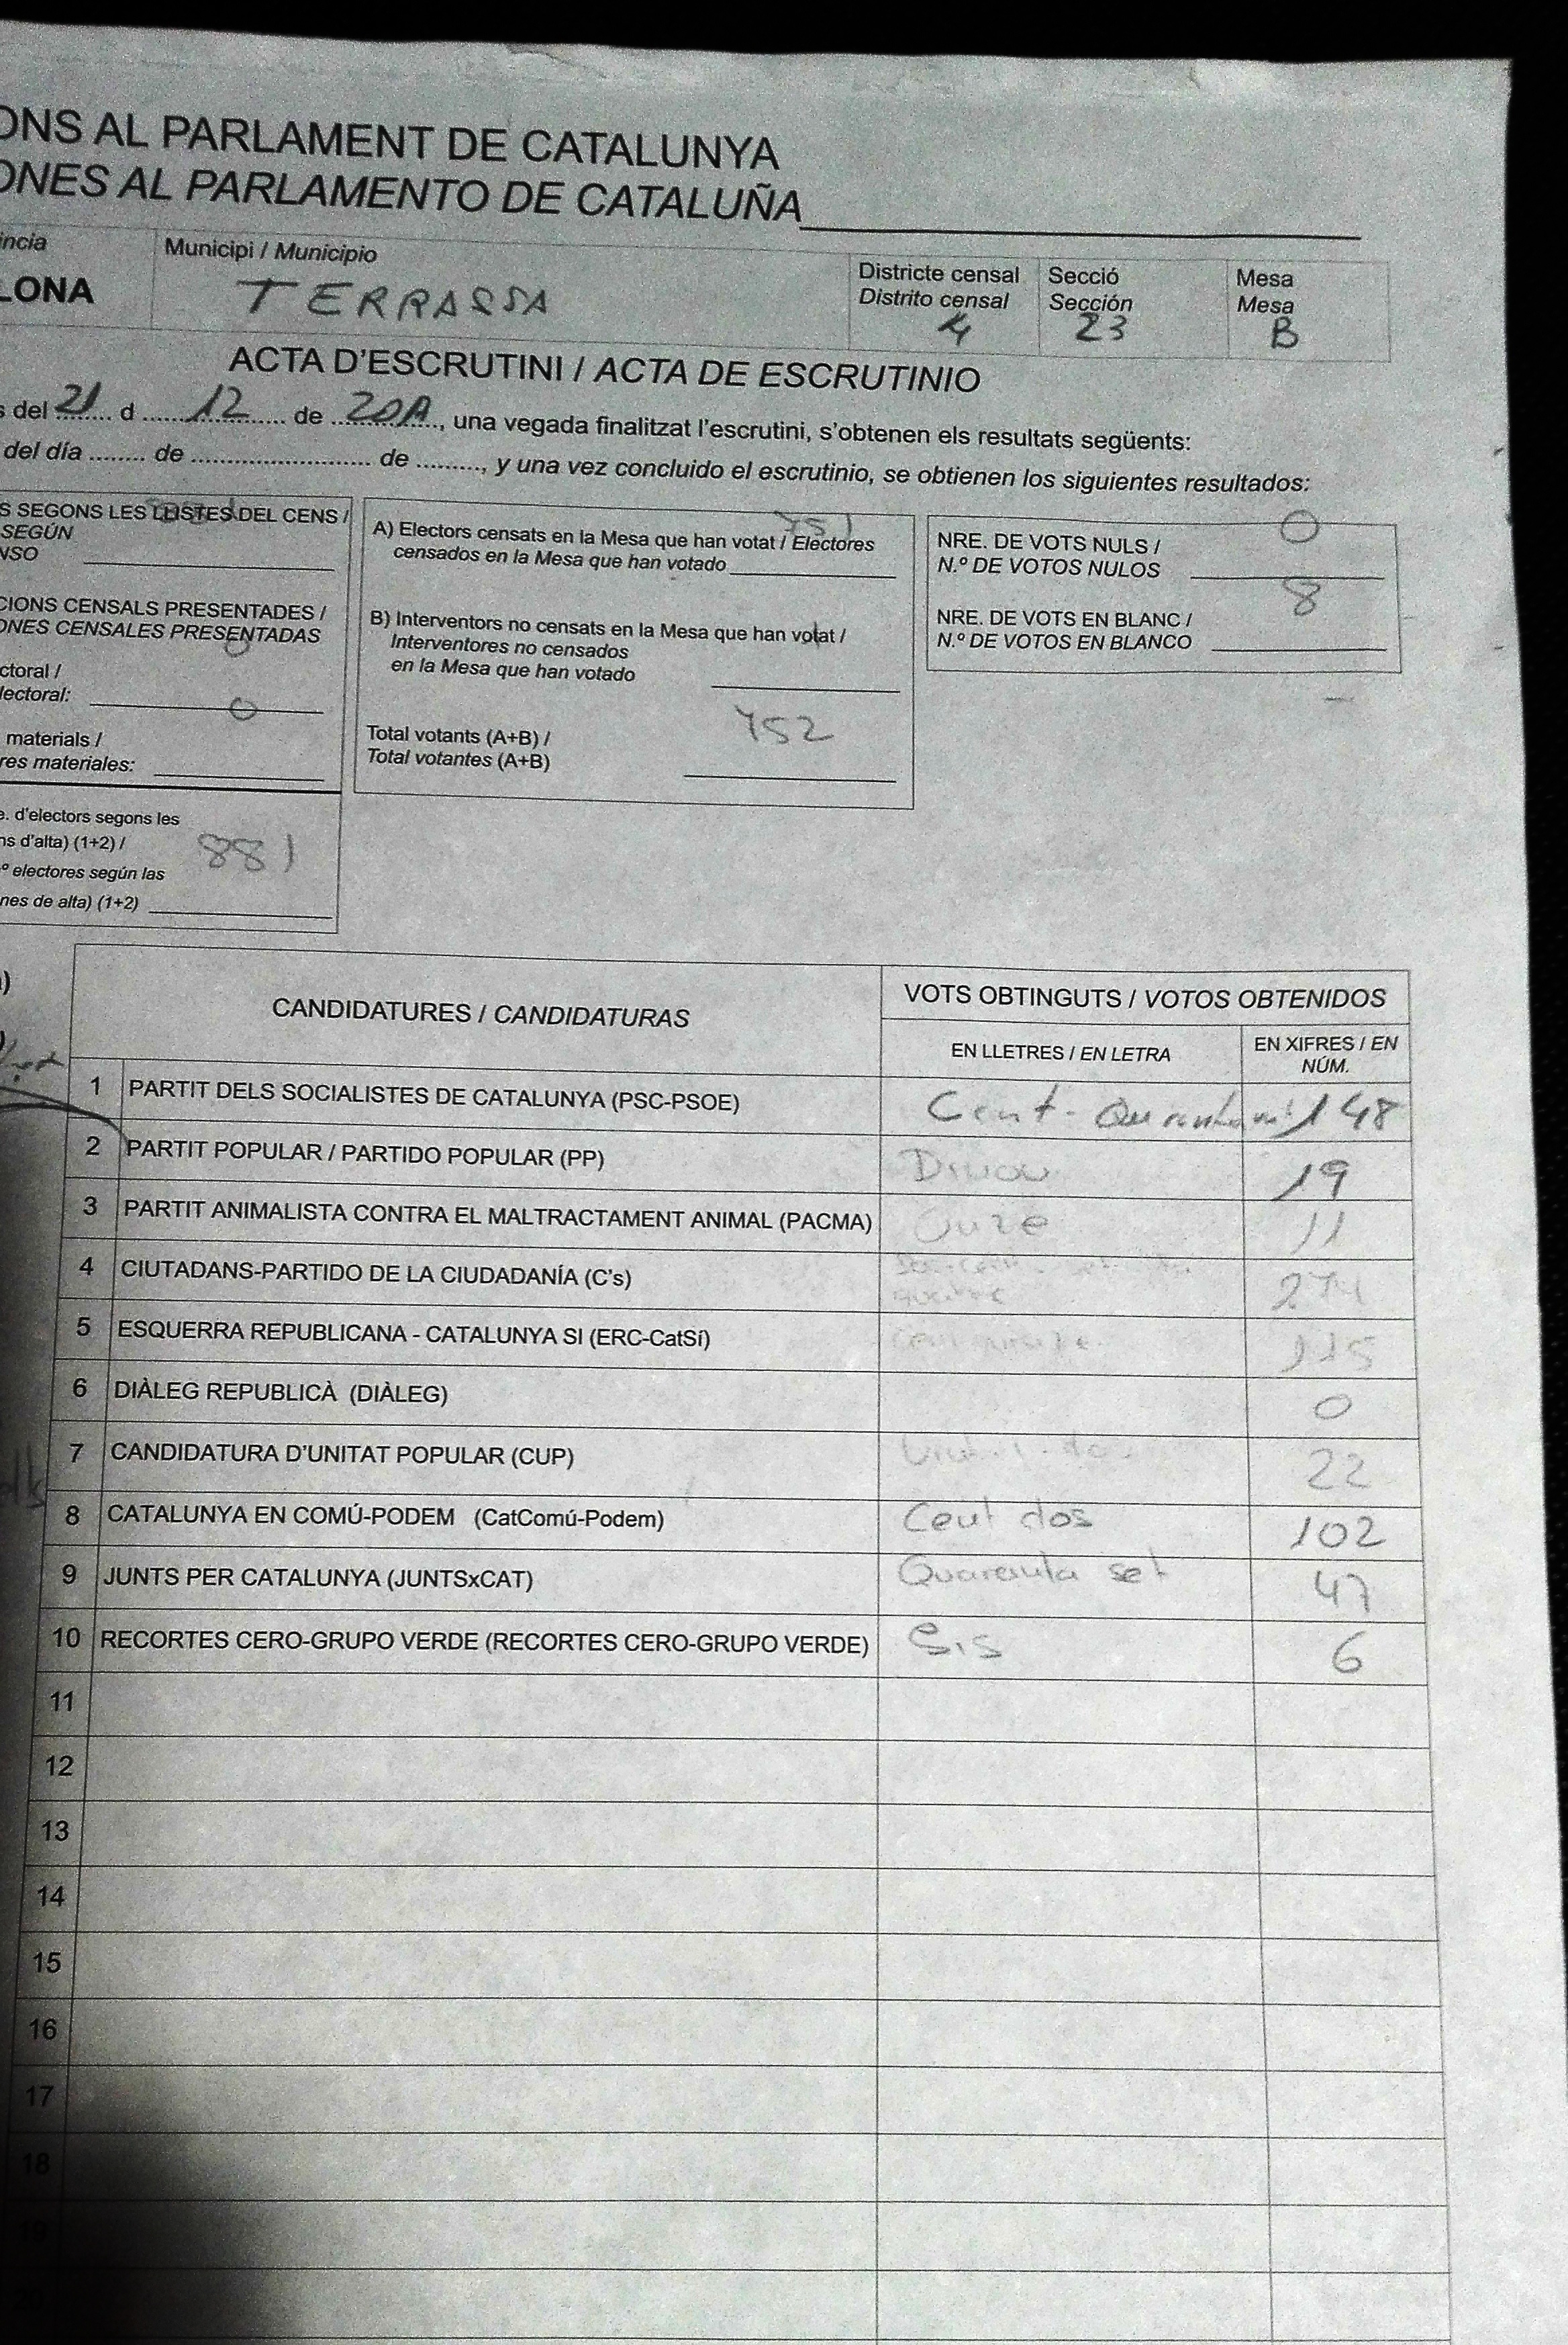 ONS AL PARLAMENT DE CATALUNYA
ONES AL PARLAMENTO DE CATALUÑA
incia Municipi / Municipio Districte censal Secció Mesa
Distrito censal Sección Mesa
LONA TERRASSA 4 23 B
ACTA D'ESCRUTINI / ACTA DE ESCRUTINIO
s del 21 d 12 de, una vegada finalitzat l'escrutini, s'obtenen els resultats següents:
del día ........ de ............................ de .........., y una vez concluido el escrutinio, se obtienen los siguientes resultados:
S SEGONS LES LLISTES DEL CENS /
SEGÚN
NSO
CIONS CENSALS PRESENTADES /
ONES CENSALES PRESENTADAS
0
ctoral /
lectoral:
0
materials /
res materiales:
e. d'electors segons les
ns d'alta) (1+2) /
881
º electores según las
nes de alta) (1+2)
751
A) Electors censats en la Mesa que han votat / Electores
censados en la Mesa que han votado
B) Interventors no censats en la Mesa que han votat /
Interventores no censados
en la Mesa que han votado
752
Total votants (A+B) /
Total votantes (A+B)
0
NRE. DE VOTS NULS /
N.º DE VOTOS NULOS
8
NRE. DE VOTS EN BLANC /
N.º DE VOTOS EN BLANCO
CANDIDATURES / CANDIDATURAS VOTS OBTINGUTS / VOTOS OBTENIDOS
EN LLETRES / EN LETRA EN XIFRES / EN
NÚM.
1 PARTIT DELS SOCIALISTES DE CATALUNYA (PSC-PSOE) Cent- 148
2 PARTIT POPULAR / PARTIDO POPULAR (PP) Dinou 19
3 PARTIT ANIMALISTA CONTRA EL MALTRACTAMENT ANIMAL (PACMA) Onze 11
4 CIUTADANS-PARTIDO DE LA CIUDADANÍA (C's) 274
5 ESQUERRA REPUBLICANA - CATALUNYA SI (ERC-CatSí) 115
6 DIÀLEG REPUBLICÀ (DIÀLEG) 0
7 CANDIDATURA D'UNITAT POPULAR (CUP) 22
8 CATALUNYA EN COMÚ-PODEM (CatComú-Podem) Cent dos 102
9 JUNTS PER CATALUNYA (JUNTSxCAT) Quaranta set 47
10 RECORTES CERO-GRUPO VERDE (RECORTES CERO-GRUPO VERDE) Sis 6
11
12
13
14
15
16
17
18
19
20